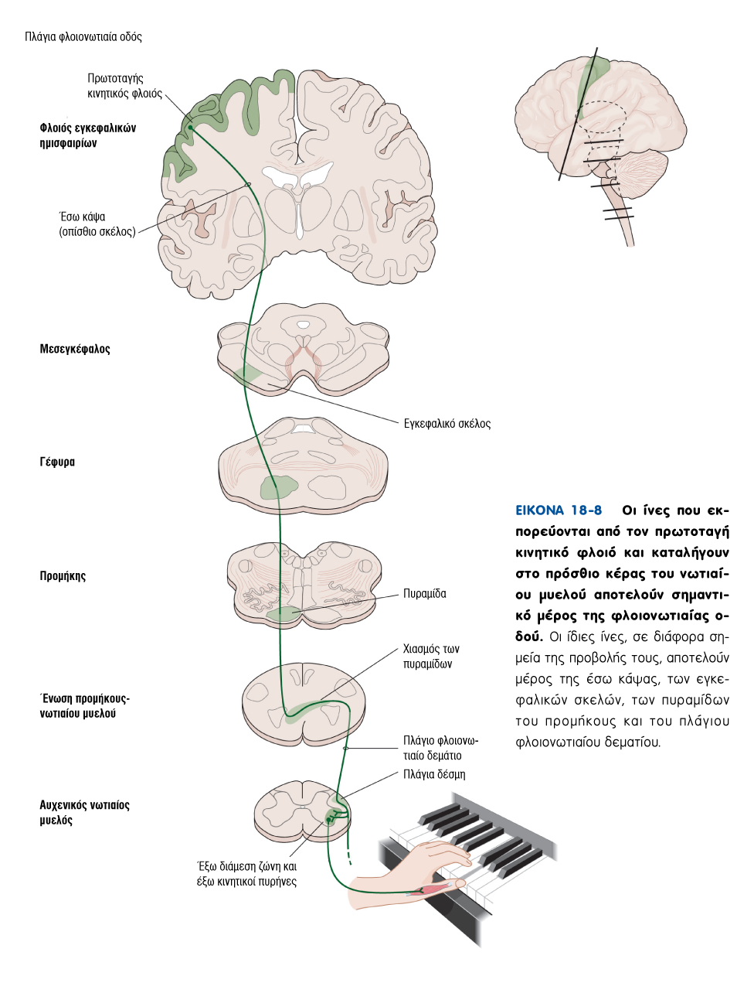 Πλάγια φλοιονωτιαία οδός
Πρωτοταγής
κινητικός φλοιός
Φλοιός εγκεφαλικών
ημισφαιρίων
Έσω κάψα
(οπίσθιο σκέλος)
Μεσεγκέφαλος
Εγκεφαλικό σκέλος
Γέφυρα
Προμήκης
Πυραμίδα
Χιασμός των
πυραμίδων
Ένωση προμήκους-
νωτιαίου μυελού
Πλάγιο φλοιονω-
τιαίο δεμάτιο
Πλάγια δέσμη
Αυχενικός νωτιαίος
μυελός
Έξω διάμεση ζώνη και
έξω κινητικοί πυρήνες
ΕΙΚΟΝΑ 18-8 Οι ίνες που εκ-
πορεύονται από τον πρωτοταγή
κινητικό φλοιό και καταλήγουν
στο πρόσθιο κέρας του νωτιαί-
ου μυελού αποτελούν σημαντι-
κό μέρος της φλοιονωτιαίας ο-
δού. Οι ίδιες ίνες, σε διάφορα ση-
μεία της προβολής τους, αποτελούν
μέρος της έσω κάψας, των εγκε-
φαλικών σκελών, των πυραμίδων
του προμήκους και του πλάγιου
φλοιονωτιαίου δεματίου.